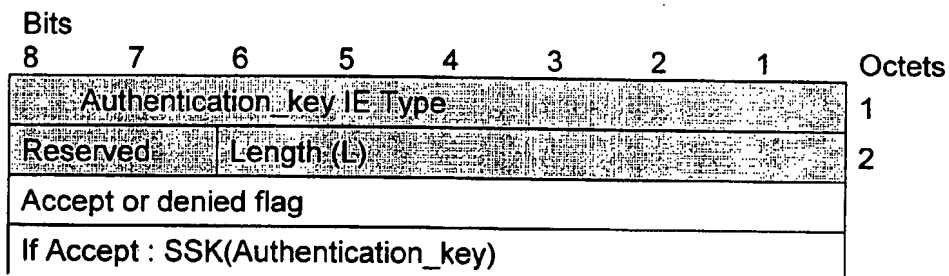 Bits
8 7 6 5 4 3 2 1 Octets
Authentication_key IE Type 1
Reserved Length (L) 2
Accept or denied flag
If Accept : SSK(Authentication_key)